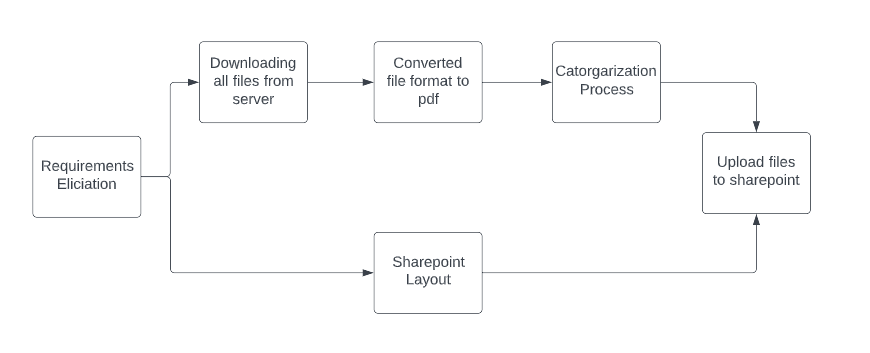 Downloading
all files from
server
Converted
file format to
pdf
Catorgarization
Process
Requirements
Eliciation
Upload files
to sharepoint
Sharepoint
Layout